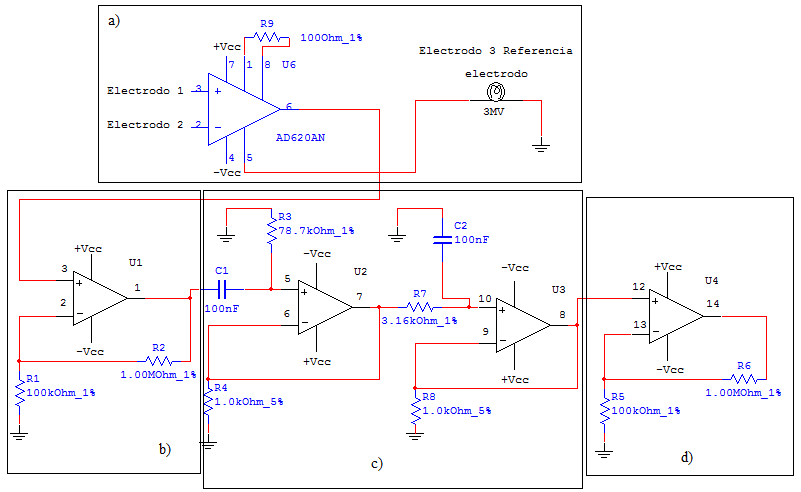 a)
R9
100Ohm_1%
+Vcc
7
1
8
U6
Electrodo 1
3
+
6
Electrodo 2
2
−
AD620AN
4
5
-Vcc
Electrodo 3 Referencia
electrodo
3MV
+Vcc
U1
3
+
1
2
−
-Vcc
R2
1.00MOhm_1%
R1
100kOhm_1%
b)
R3
78.7kOhm_1%
C1
100nF
-Vcc
U2
5
+
7
6
−
+Vcc
R4
1.0kOhm_5%
C2
100nF
R7
3.16kOhm_1%
-Vcc
U3
10
+
8
9
−
+Vcc
R8
1.0kOhm_5%
c)
+Vcc
U4
12
+
14
13
−
-Vcc
R6
1.00MOhm_1%
R5
100kOhm_1%
d)